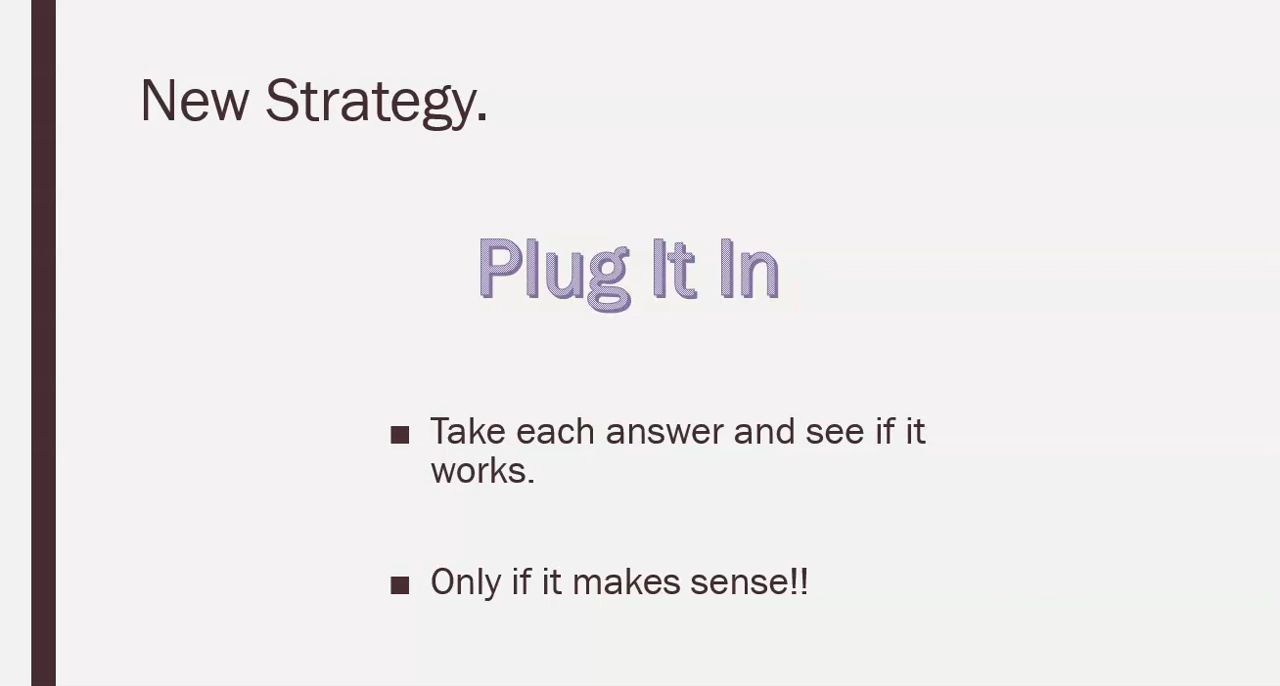 New Strategy.
Plug It In
■ Take each answer and see if it
works.
■ Only if it makes sense!!